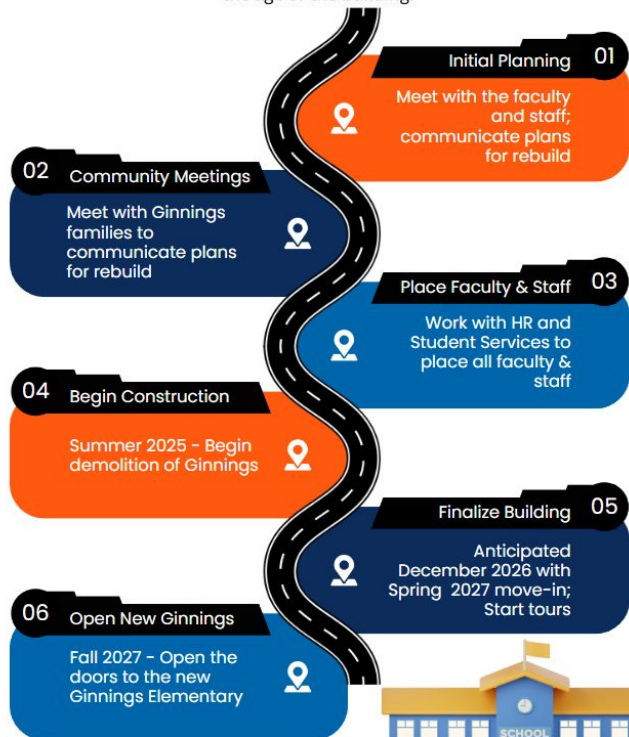 01
Initial Planning
Meet with the faculty
and staff;
communicate plans
for rebuild
02
Community Meetings
Meet with Ginnings
families to
communicate plans
for rebuild
03
Place Faculty & Staff
Work with HR and
Student Services to
place all faculty &
staff
04
Begin Construction
Summer 2025 - Begin
demolition of Ginnings
05
Finalize Building
Anticipated
December 2026 with
Spring 2027 move-in;
Start tours
06
Open New Ginnings
Fall 2027 - Open the
doors to the new
Ginnings Elementary
SCHOOL